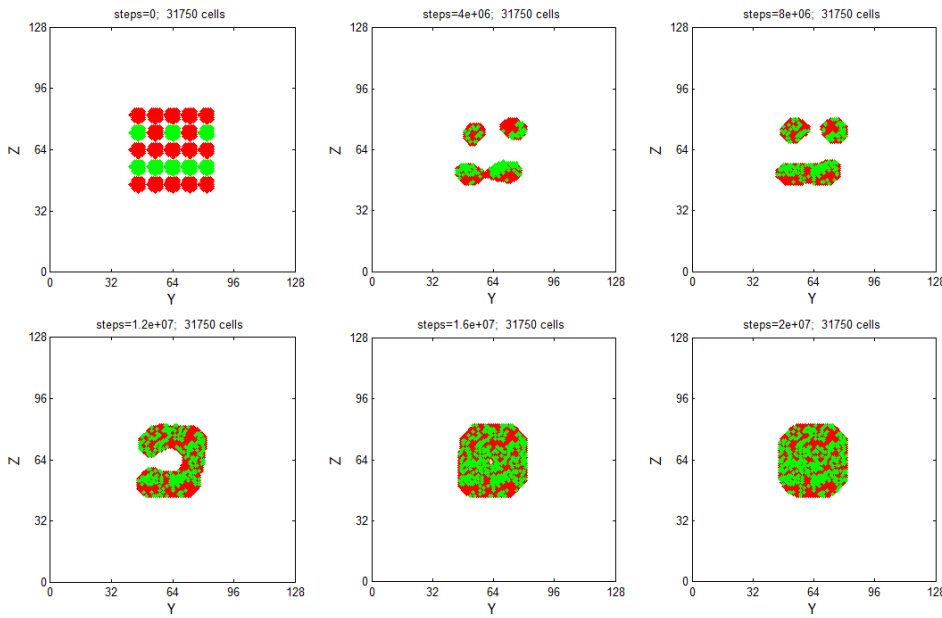 steps=0;  31750 cells
steps=4e+06;  31750 cells
steps=8e+06;  31750 cells
128
96
64
32
0
Z
0 32 64 96 128
Y
128
96
64
32
0
Z
0 32 64 96 128
Y
128
96
64
32
0
Z
0 32 64 96 128
Y
steps=1.2e+07;  31750 cells
steps=1.6e+07;  31750 cells
steps=2e+07;  31750 cells
128
96
64
32
0
Z
0 32 64 96 128
Y
128
96
64
32
0
Z
0 32 64 96 128
Y
128
96
64
32
0
Z
0 32 64 96 128
Y